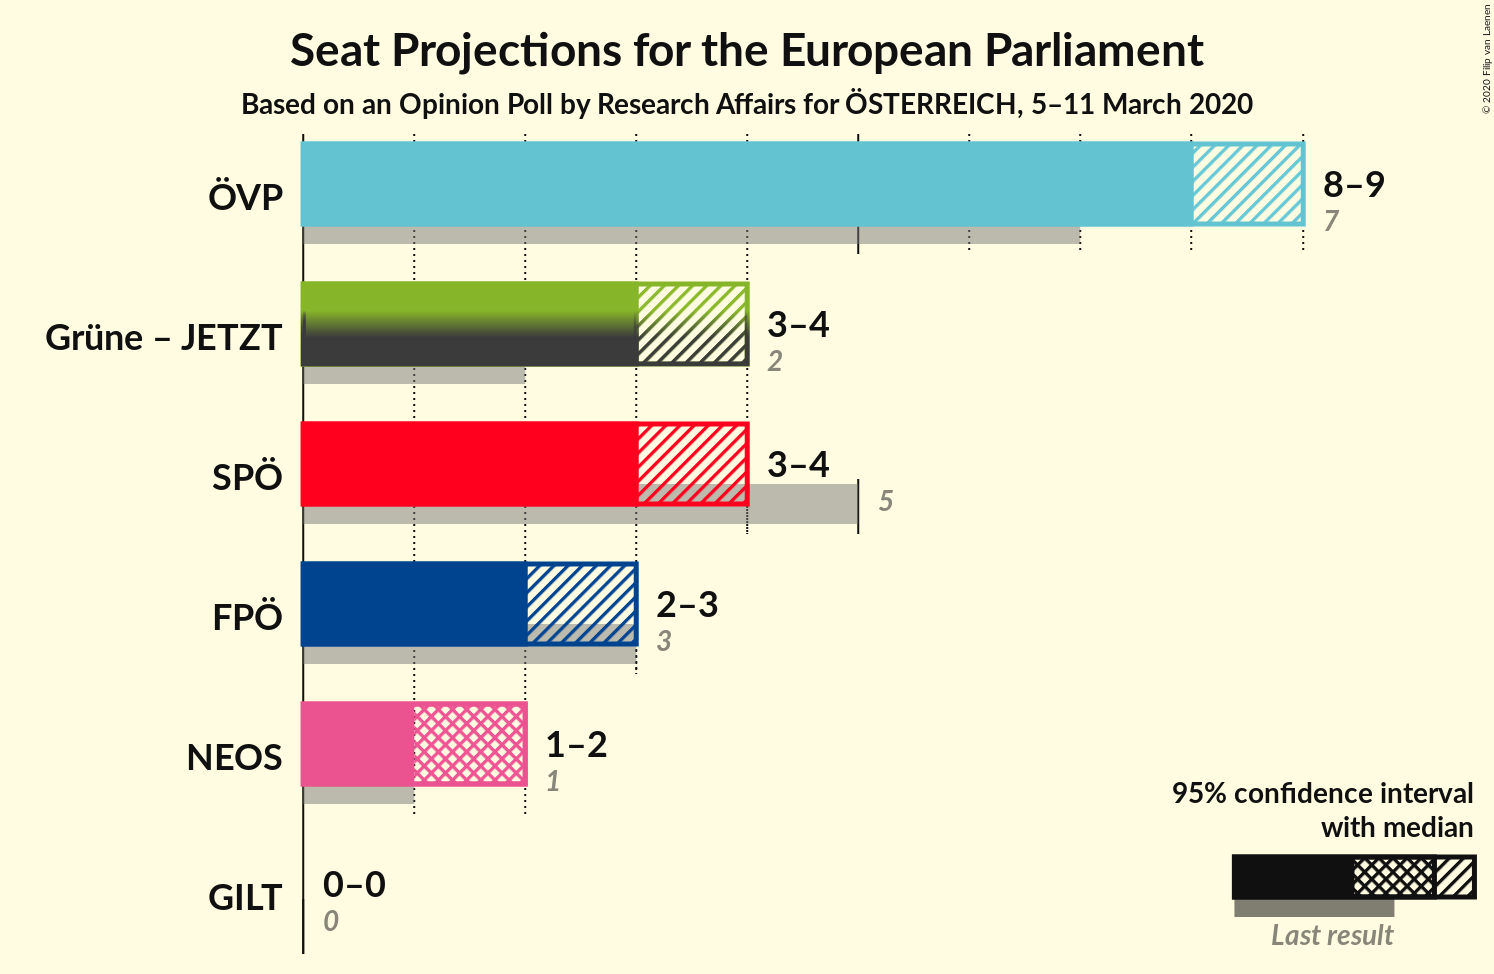 Seat Projections for the European Parliament
Based on an Opinion Poll by Research Affairs for ÖSTERREICH, 5–11 March 2020
© 2020 Filip van Laenen
ÖVP
8–9
7
Grüne – JETZT
3–4
2
SPÖ
3–4
5
FPÖ
2–3
3
NEOS
1–2
1
GILT
0–0
0
95% confidence interval
with median
Last result